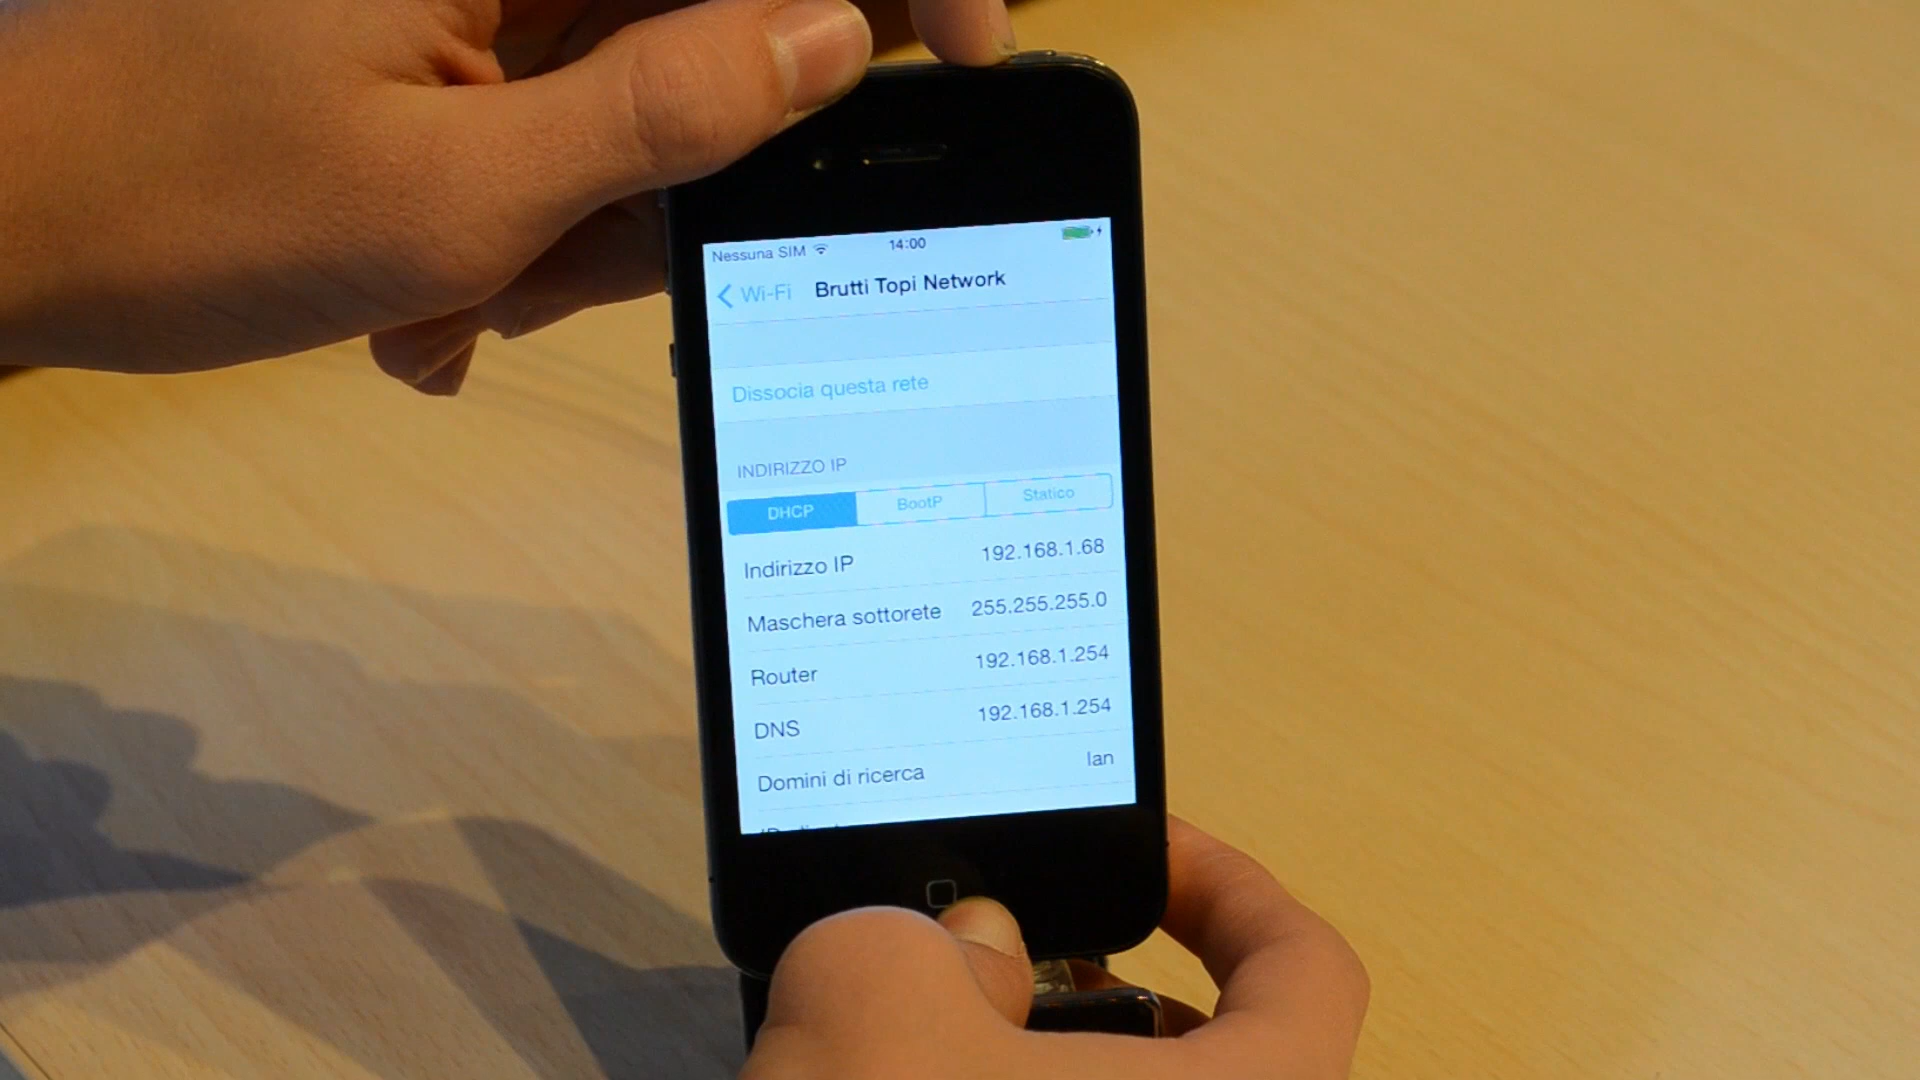 Nessuna SIM 14:00
Wi-Fi Brutti Topi Network
Dissocia questa rete
INDIRIZZO IP
DHCP BootP Statico
Indirizzo IP 192.168.1.68
Maschera sottorete 255.255.255.0
Router 192.168.1.254
DNS 192.168.1.254
Domini di ricerca lan